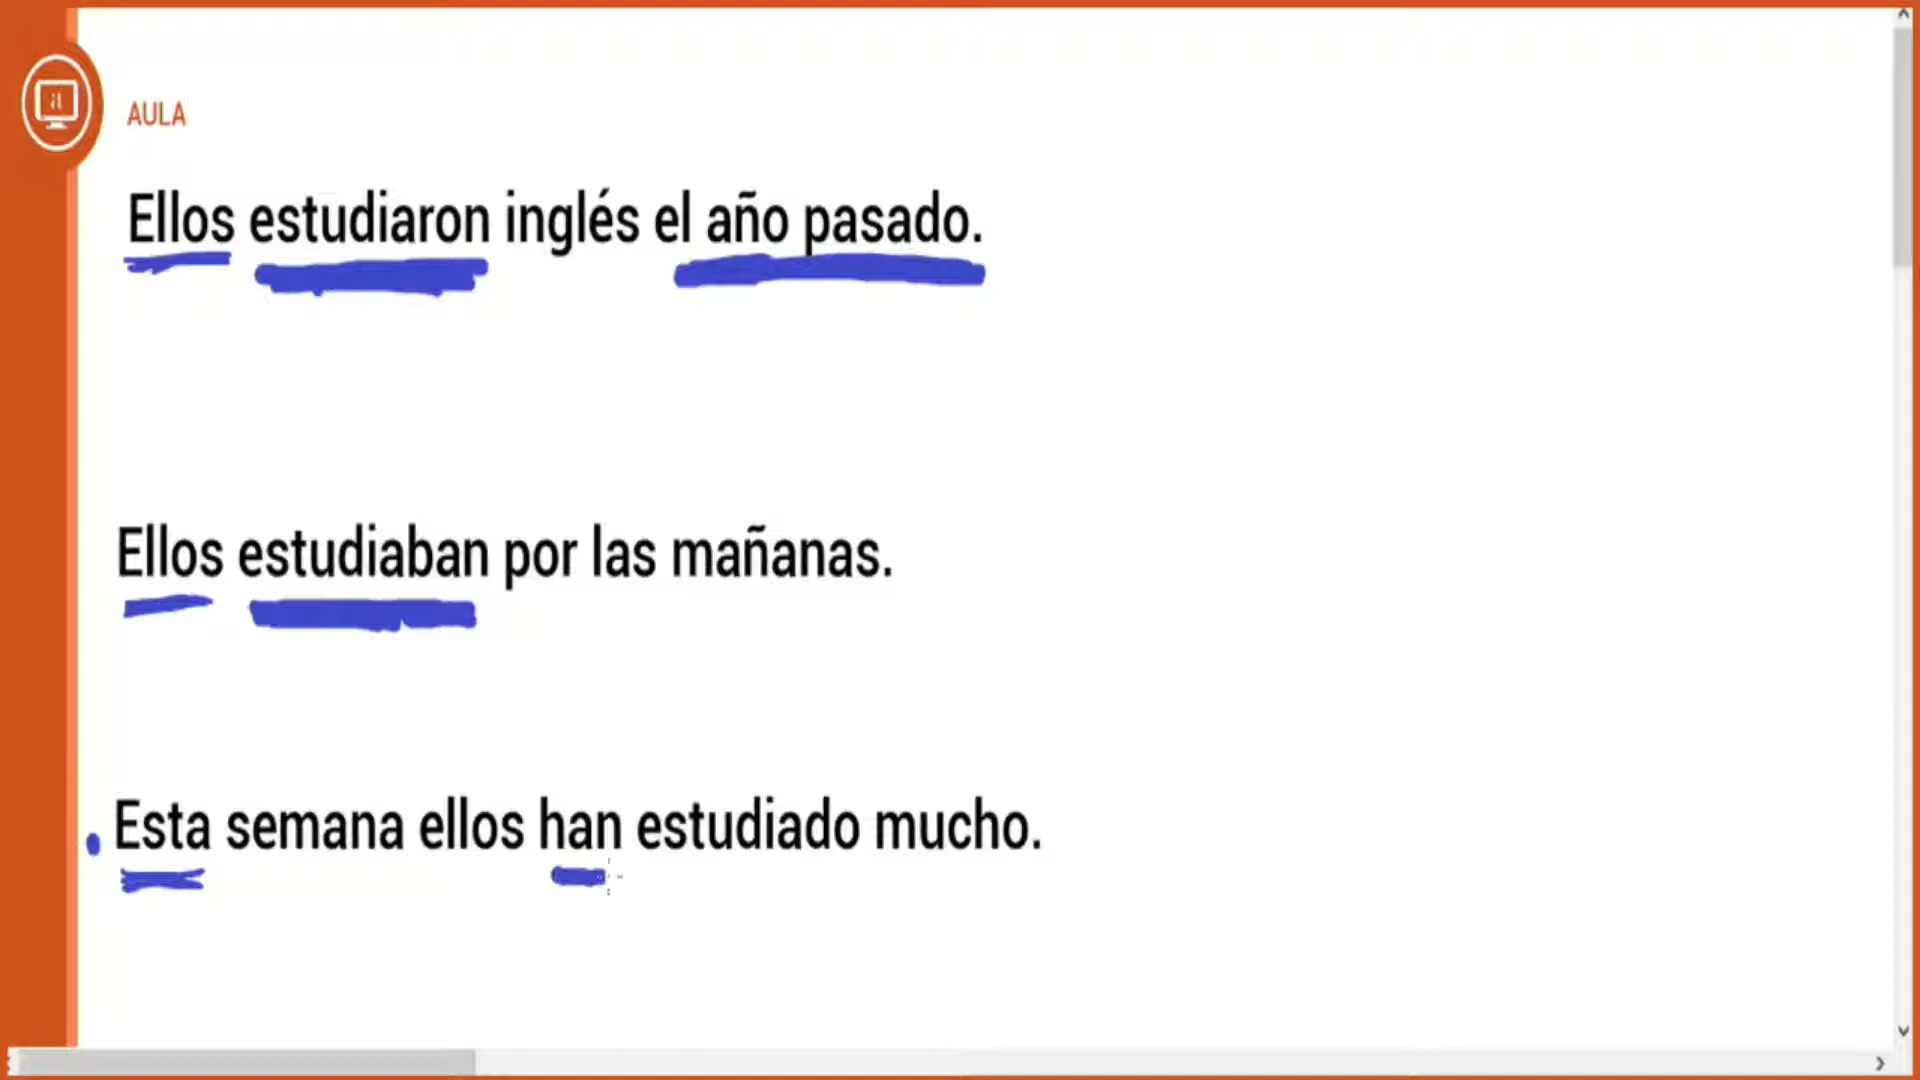 AULA
Ellos estudiaron inglés el año pasado.
Ellos estudiaban por las mañanas.
Esta semana ellos han estudiado mucho.